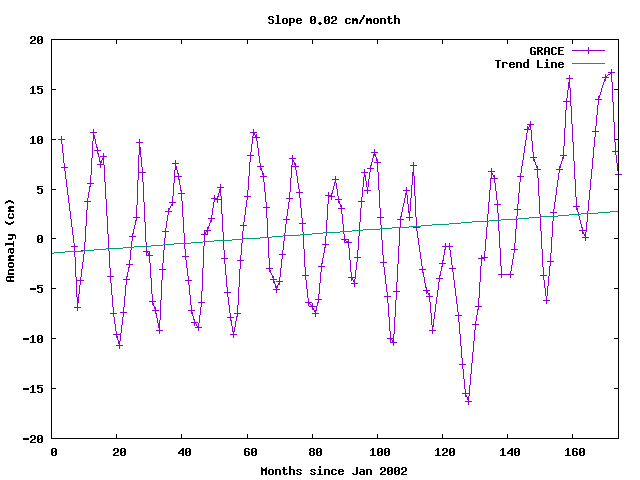 Slope 0.02 cm/month
GRACE
Trend Line
20
15
10
5
0
-5
-10
-15
-20
Anomaly (cm)
0 20 40 60 80 100 120 140 160
Months since Jan 2002